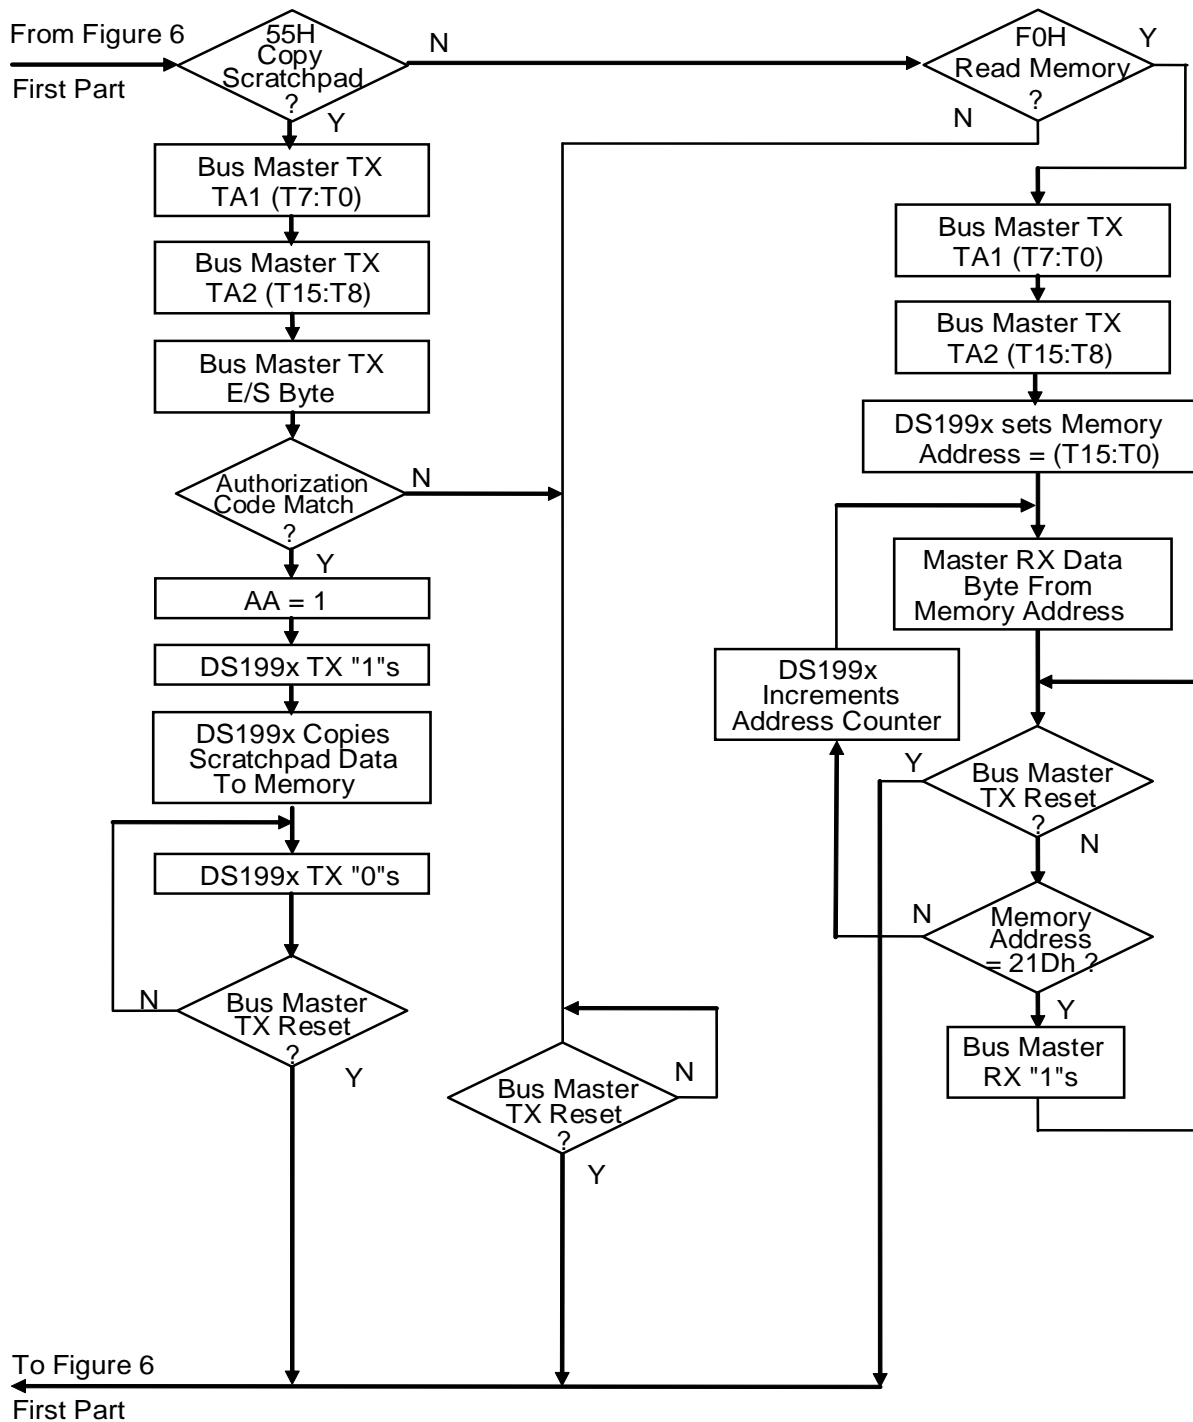 From Figure 6
First Part
55H
Copy
Scratchpad
?
N
Y
F0H
Read Memory
?
Y
N
Bus Master TX
TA1 (T7:T0)
Bus Master TX
TA2 (T15:T8)
Bus Master TX
E/S Byte
Authorization
Code Match
?
N
Y
AA = 1
DS199x TX "1"s
DS199x Copies
Scratchpad Data
To Memory
DS199x TX "0"s
Bus Master
TX Reset
?
N
Y
Bus Master
TX Reset
?
N
Y
Bus Master TX
TA1 (T7:T0)
Bus Master TX
TA2 (T15:T8)
DS199x sets Memory
Address = (T15:T0)
Master RX Data
Byte From
Memory Address
DS199x
Increments
Address Counter
Bus Master
TX Reset
?
Y
N
Memory
Address
= 21Dh ?
N
Y
Bus Master
RX "1"s
To Figure 6
First Part